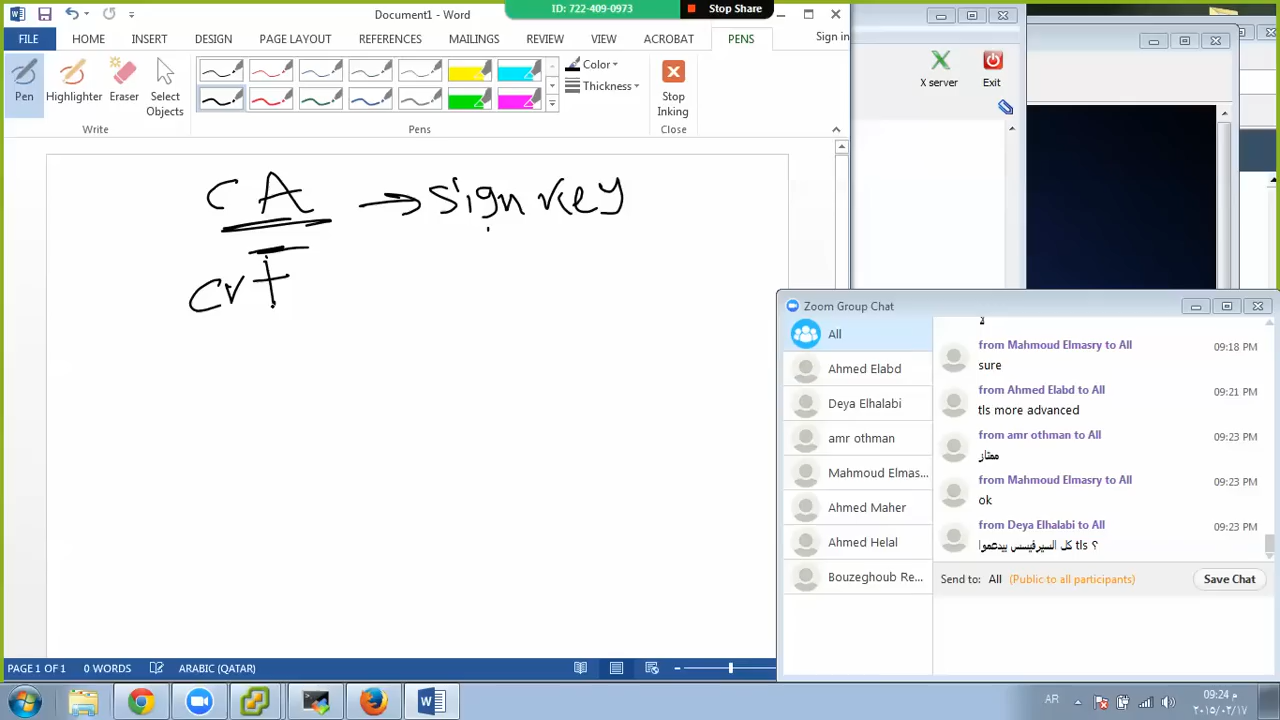 Document1 - Word
ID: 722-409-0973
Stop Share
FILE
HOME
INSERT
DESIGN
PAGE LAYOUT
REFERENCES
MAILINGS
REVIEW
VIEW
ACROBAT
PENS
Sign in
Pen
Highlighter
Eraser
Select Objects
Color
Thickness
Stop Inking
Write
Pens
Close
X server
Exit
CA → Sign Key
crt
Zoom Group Chat
All
Ahmed Elabd
Deya Elhalabi
amr othman
Mahmoud Elmas...
Ahmed Maher
Ahmed Helal
Bouzeghoub Re...
لا
from Mahmoud Elmasry to All 09:18 PM
sure
from Ahmed Elabd to All 09:21 PM
tls more advanced
from amr othman to All 09:23 PM
ممتاز
from Mahmoud Elmasry to All 09:23 PM
ok
from Deya Elhalabi to All 09:23 PM
كل السيرفيسس بيدعموا tls ؟
Send to: All (Public to all participants)
Save Chat
PAGE 1 OF 1
0 WORDS
ARABIC (QATAR)
AR
09:24 م
٢٠١٥/٠٢/١٧